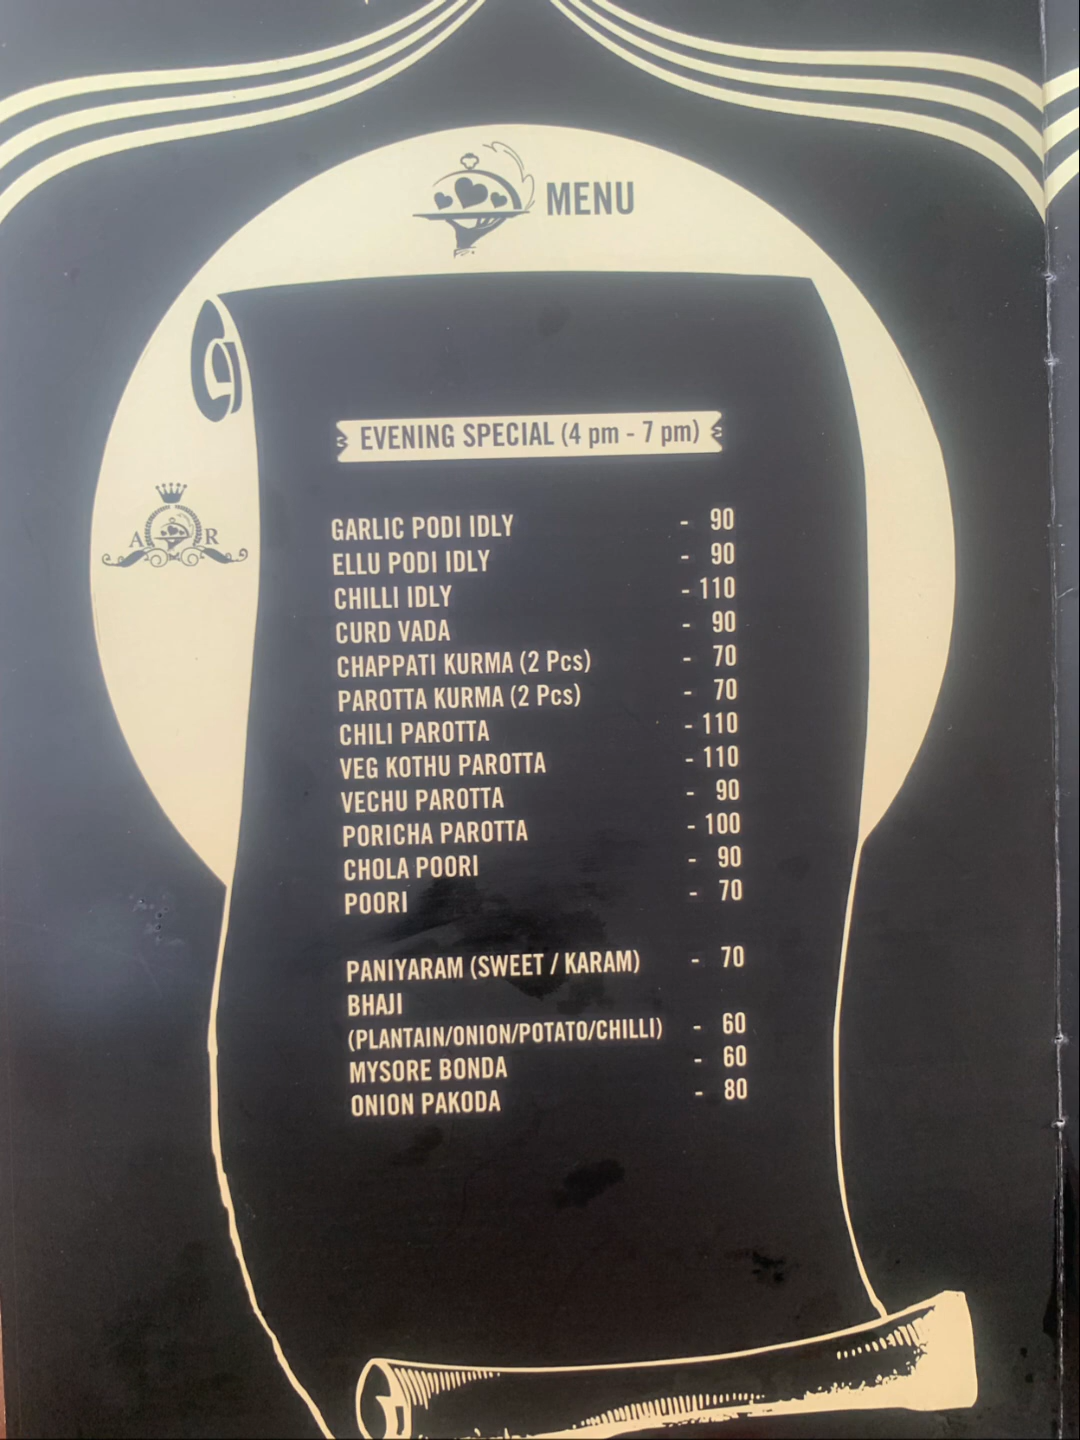 MENU
A R
EVENING SPECIAL (4 pm - 7 pm)
GARLIC PODI IDLY - 90
ELLU PODI IDLY - 90
CHILLI IDLY - 110
CURD VADA - 90
CHAPPATI KURMA (2 Pcs) - 70
PAROTTA KURMA (2 Pcs) - 70
CHILI PAROTTA - 110
VEG KOTHU PAROTTA - 110
VECHU PAROTTA - 90
PORICHA PAROTTA - 100
CHOLA POORI - 90
POORI - 70
PANIYARAM (SWEET / KARAM) - 70
BHAJI
(PLANTAIN/ONION/POTATO/CHILLI) - 60
MYSORE BONDA - 60
ONION PAKODA - 80